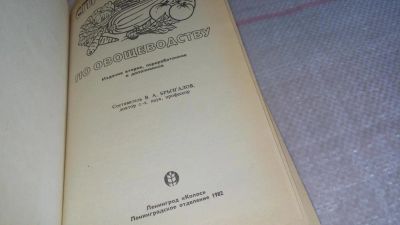 ПО ОВОЩЕВОДСТВУ
Издание второе, переработанное
и дополненное
Составитель В. А. БРЫЗГАЛОВ,
доктор с.-х. наук, профессор
Ленинград «Колос»
Ленинградское отделение 1982